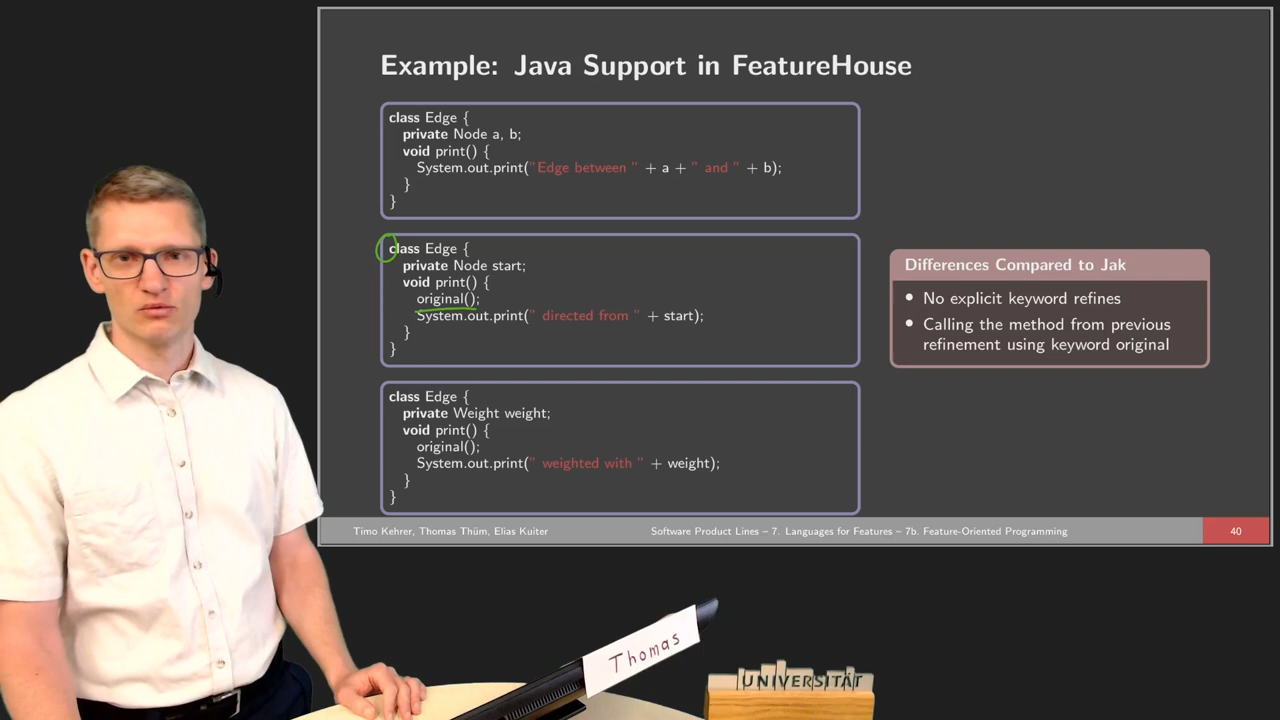 Example: Java Support in FeatureHouse
class Edge {
private Node a, b;
void print() {
System.out.print("Edge between " + a + " and " + b);
}
}
class Edge {
private Node start;
void print() {
original();
System.out.print(" directed from " + start);
}
}
class Edge {
private Weight weight;
void print() {
original();
System.out.print(" weighted with " + weight);
}
}
Differences Compared to Jak
• No explicit keyword refines
• Calling the method from previous
refinement using keyword original
Timo Kehrer, Thomas Thüm, Elias Kuiter
Software Product Lines – 7. Languages for Features – 7b. Feature-Oriented Programming
40
Thomas
UNIVERSITÄT